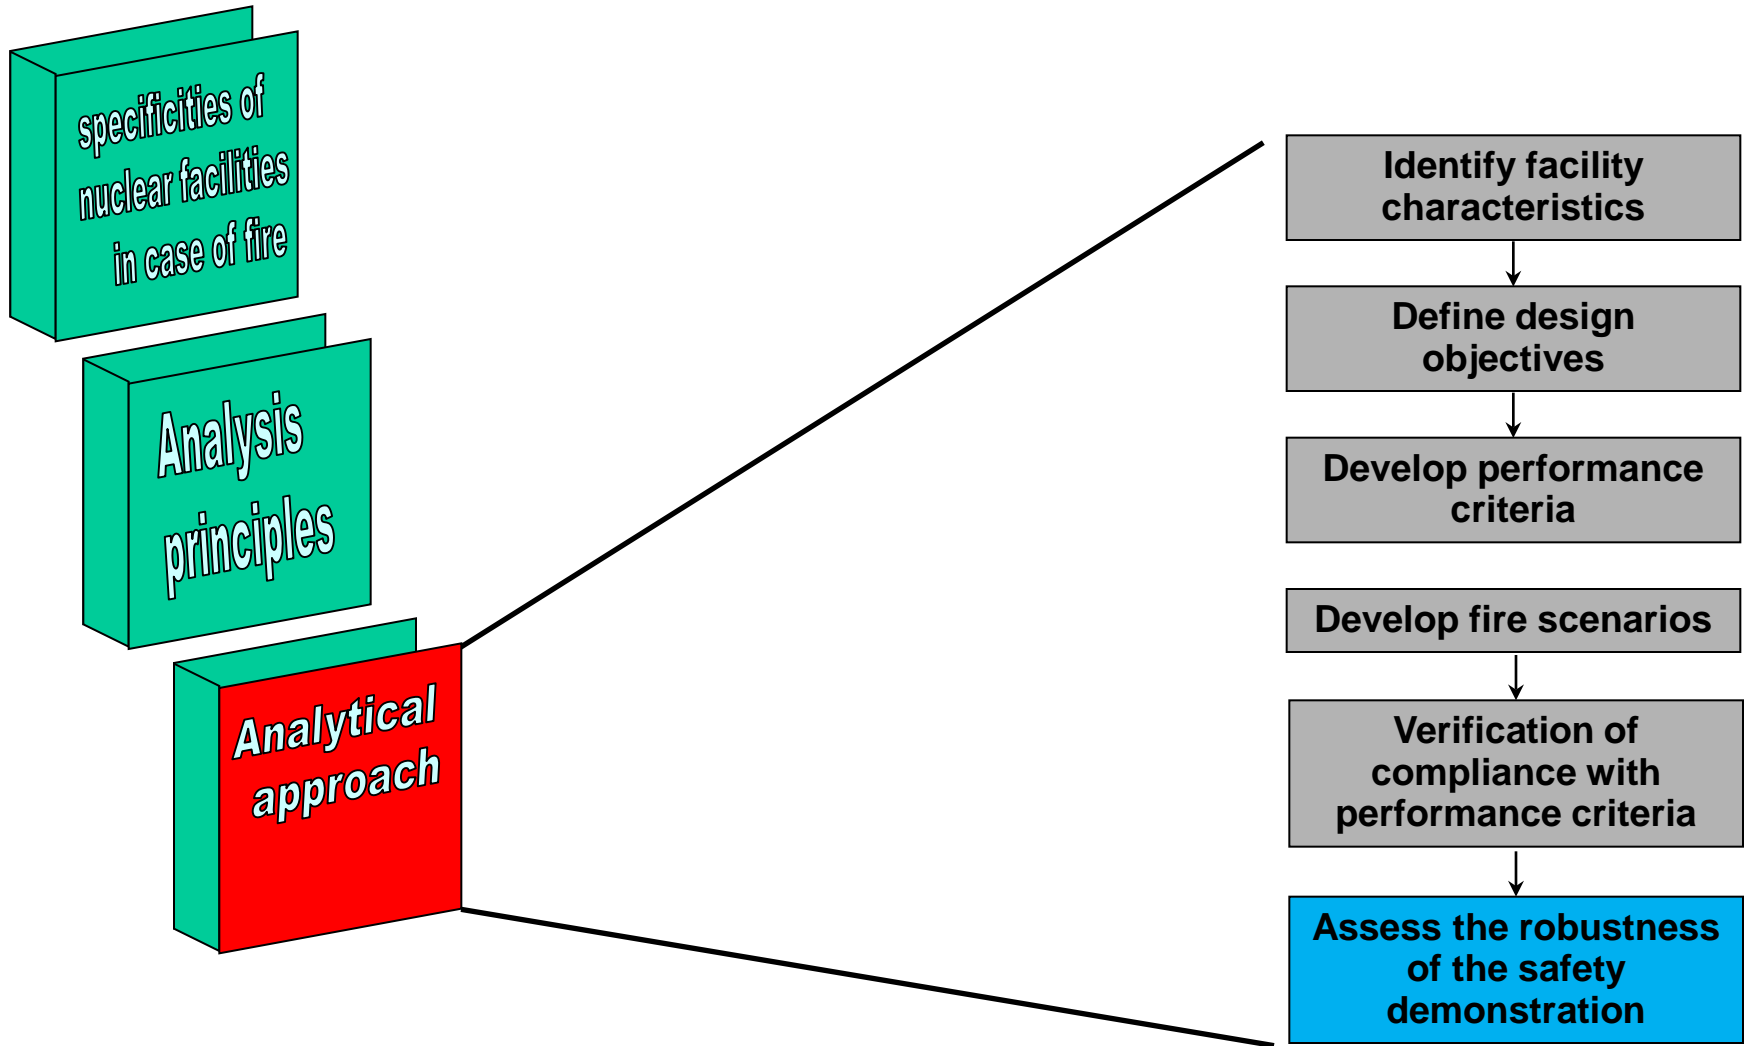 specificities of
nuclear facilities
in case of fire
Analysis
principles
Analytical
approach
Identify facility
characteristics
Define design
objectives
Develop performance
criteria
Develop fire scenarios
Verification of
compliance with
performance criteria
Assess the robustness
of the safety
demonstration